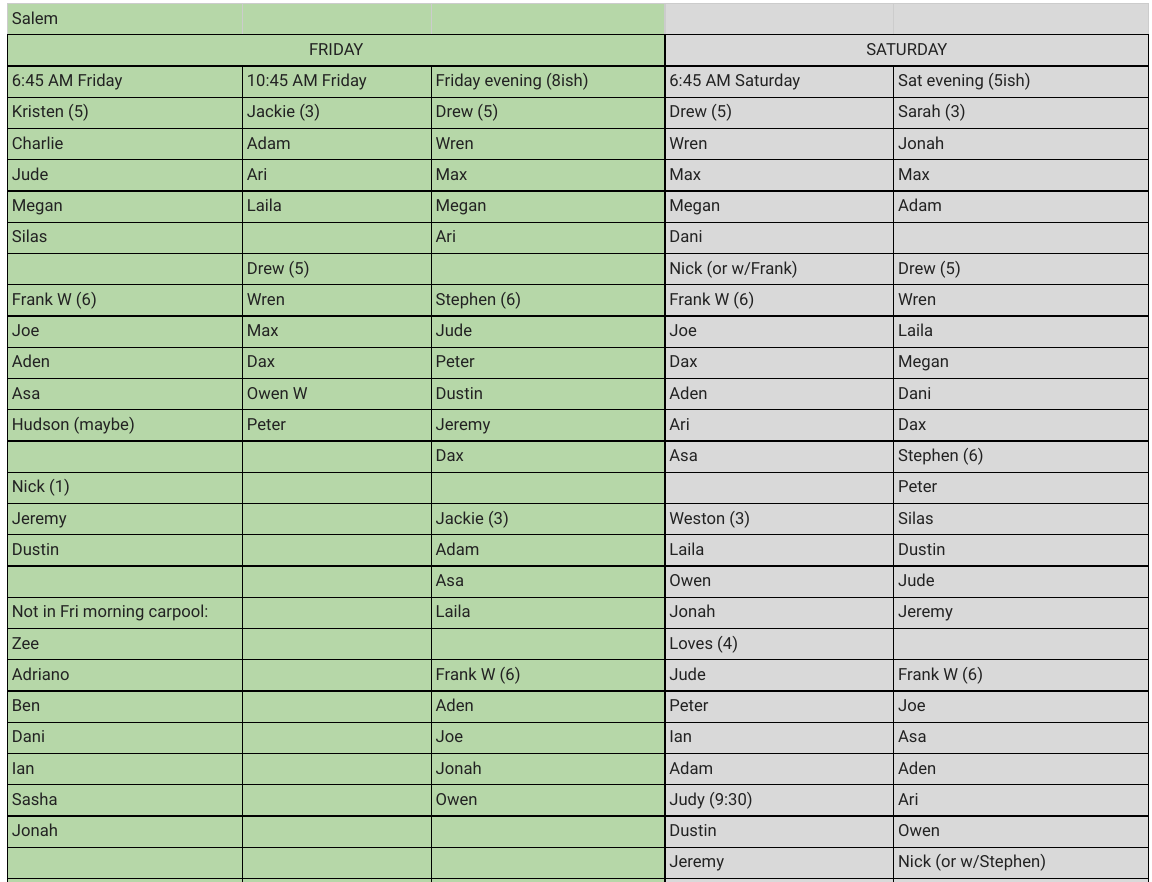 Salem
FRIDAY SATURDAY
6:45 AM Friday 10:45 AM Friday Friday evening (8ish) 6:45 AM Saturday Sat evening (5ish)
Kristen (5) Jackie (3) Drew (5) Drew (5) Sarah (3)
Charlie Adam Wren Wren Jonah
Jude Ari Max Max Max
Megan Laila Megan Megan Adam
Silas Ari Dani
Drew (5) Nick (or w/Frank) Drew (5)
Frank W (6) Wren Stephen (6) Frank W (6) Wren
Joe Max Jude Joe Laila
Aden Dax Peter Dax Megan
Asa Owen W Dustin Aden Dani
Hudson (maybe) Peter Jeremy Ari Dax
Dax Asa Stephen (6)
Nick (1) Peter
Jeremy Jackie (3) Weston (3) Silas
Dustin Adam Laila Dustin
Asa Owen Jude
Not in Fri morning carpool: Laila Jonah Jeremy
Zee Loves (4)
Adriano Frank W (6) Jude Frank W (6)
Ben Aden Peter Joe
Dani Joe Ian Asa
Ian Jonah Adam Aden
Sasha Owen Judy (9:30) Ari
Jonah Dustin Owen
Jeremy Nick (or w/Stephen)